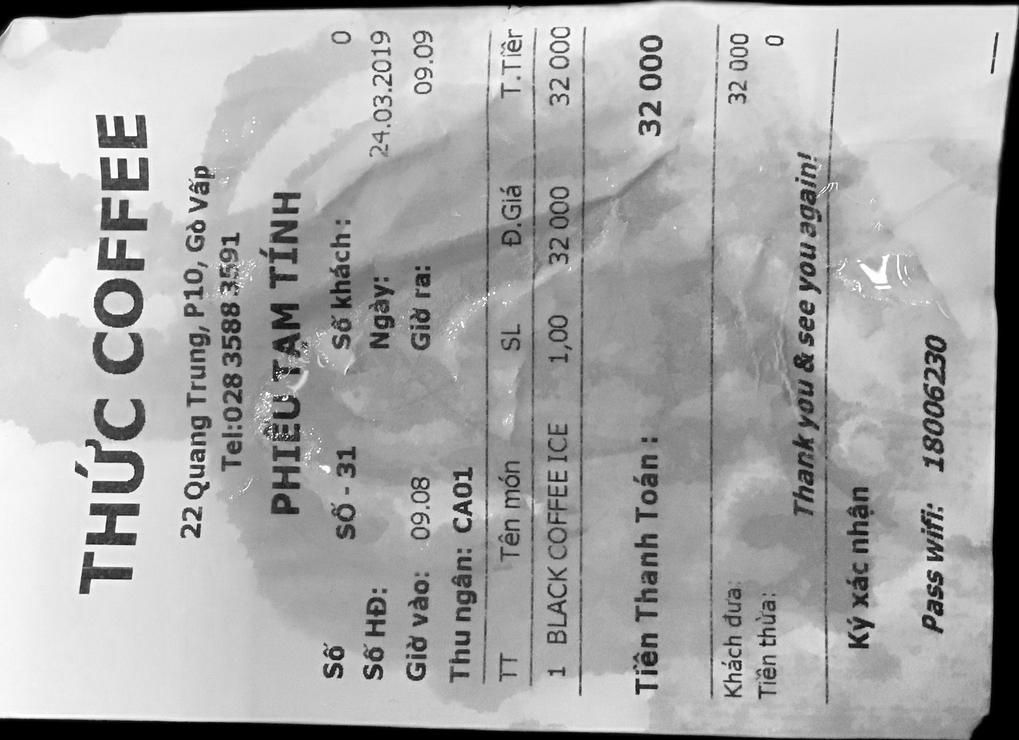 THỨC COFFEE
22 Quang Trung, P10, Gò Vấp
Tel:028 3588 3591
PHIẾU TẠM TÍNH
Số SỐ - 31 Số khách : 0
Số HĐ: Ngày: 24.03.2019
Giờ vào: 09.08 Giờ ra: 09.09
Thu ngân: CA01
TT Tên món SL Đ.Giá T.Tiền
1 BLACK COFFEE ICE 1,00 32 000 32 000
Tiền Thanh Toán : 32 000
Khách đưa: 32 000
Tiền thừa: 0
Thank you & see you again!
Ký xác nhận
Pass wifi: 18006230